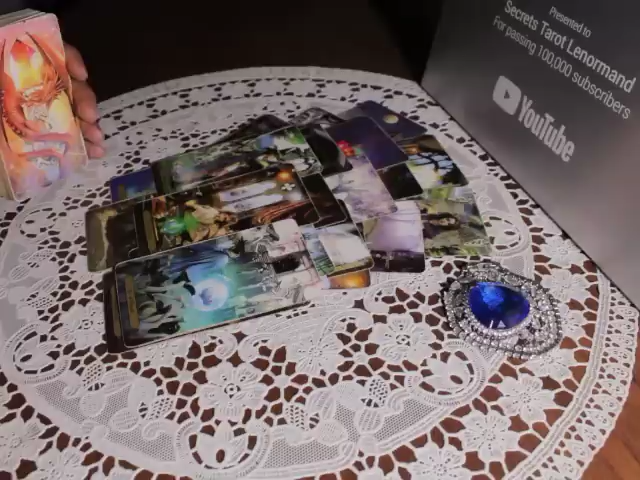 Presented to
Secrets Tarot Lenormand
For passing 100,000 subscribers
YouTube